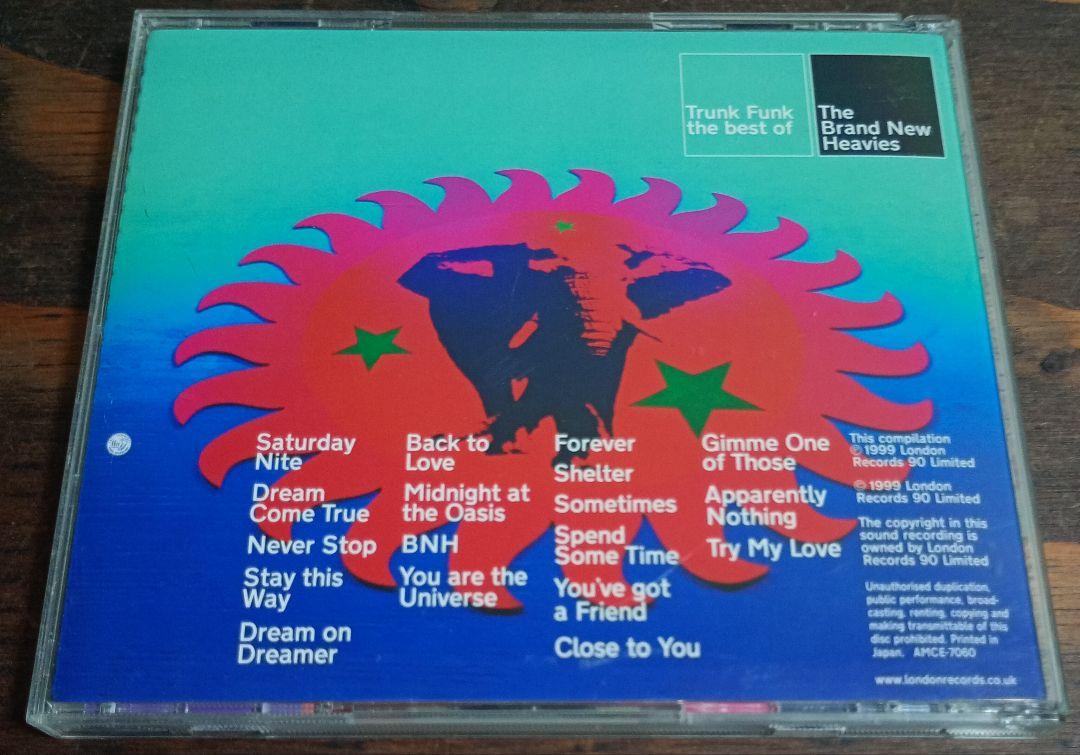 Trunk Funk
the best of
The
Brand New
Heavies
Saturday
Nite
Dream
Come True
Never Stop
Stay this
Way
Dream on
Dreamer
Back to
Love
Midnight at
the Oasis
BNH
You are the
Universe
Forever
Shelter
Sometimes
Spend
Some Time
You've got
a Friend
Close to You
Gimme One
of Those
Apparently
Nothing
Try My Love
This compilation
℗ 1999 London
Records 90 Limited
© 1999 London
Records 90 Limited
The copyright in this
sound recording is
owned by London
Records 90 Limited
Unauthorised duplication,
public performance, broad-
casting, renting, copying and
making transmittable of this
disc prohibited. Printed in
Japan. AMCE-7060
www.londonrecords.co.uk